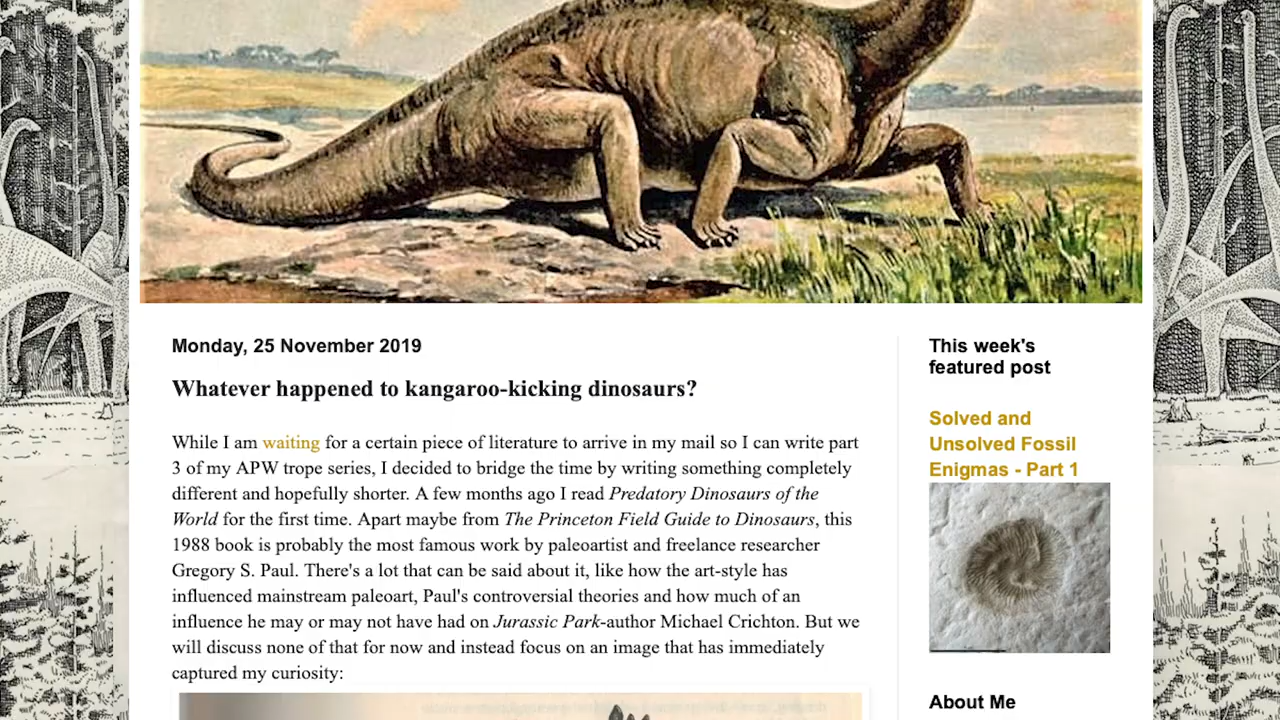 Monday, 25 November 2019
Whatever happened to kangaroo-kicking dinosaurs?
While I am waiting for a certain piece of literature to arrive in my mail so I can write part
3 of my APW trope series, I decided to bridge the time by writing something completely
different and hopefully shorter. A few months ago I read Predatory Dinosaurs of the
World for the first time. Apart maybe from The Princeton Field Guide to Dinosaurs, this
1988 book is probably the most famous work by paleoartist and freelance researcher
Gregory S. Paul. There's a lot that can be said about it, like how the art-style has
influenced mainstream paleoart, Paul's controversial theories and how much of an
influence he may or may not have had on Jurassic Park-author Michael Crichton. But we
will discuss none of that for now and instead focus on an image that has immediately
captured my curiosity:
This week's
featured post
Solved and
Unsolved Fossil
Enigmas - Part 1
About Me